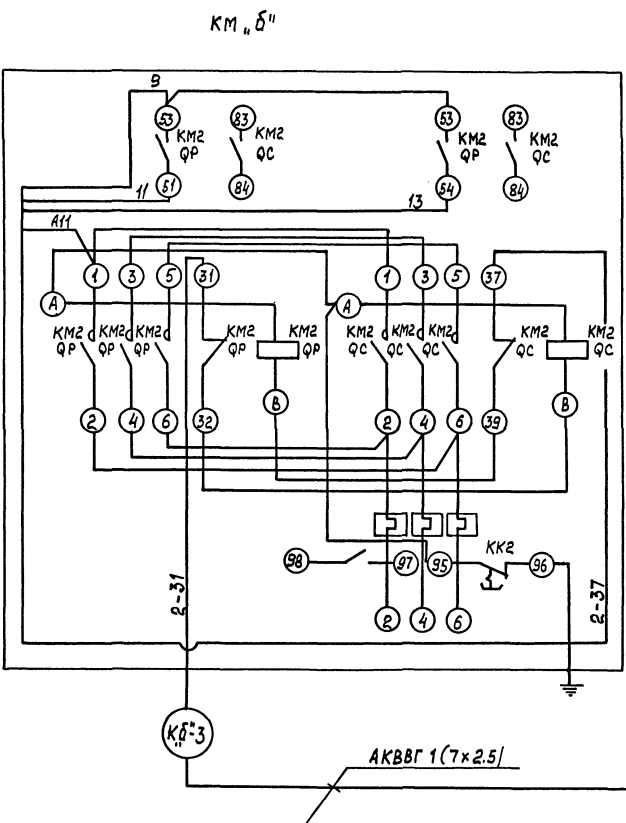 КМ „б"
9
53 83 53 83
КМ2 КМ2 КМ2 КМ2
QP QC QP QC
51 84 54 84
11 13
А11
1 3 5 31 1 3 5 37
А А
КМ2 КМ2 КМ2 КМ2 КМ2 КМ2 КМ2 КМ2 КМ2 КМ2
QP QP QP QP QP QC QC QC QC QC
В В
2 4 6 32 2 4 6 39
КК2
98 97 95 96
2-31 2-37
2 4 6
К„б"-3
АКВВГ 1(7×2.5/